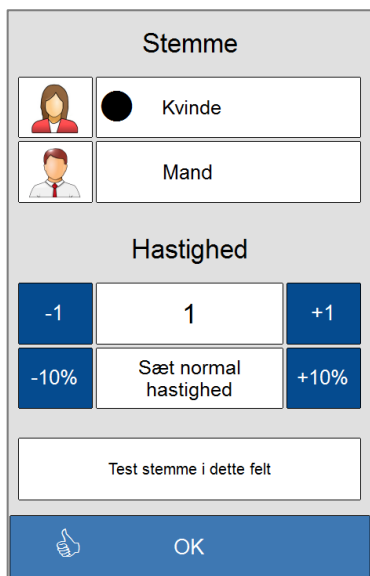 Stemme
Kvinde
Mand
Hastighed
-1
1
+1
-10%
Sæt normal
hastighed
+10%
Test stemme i dette felt
OK